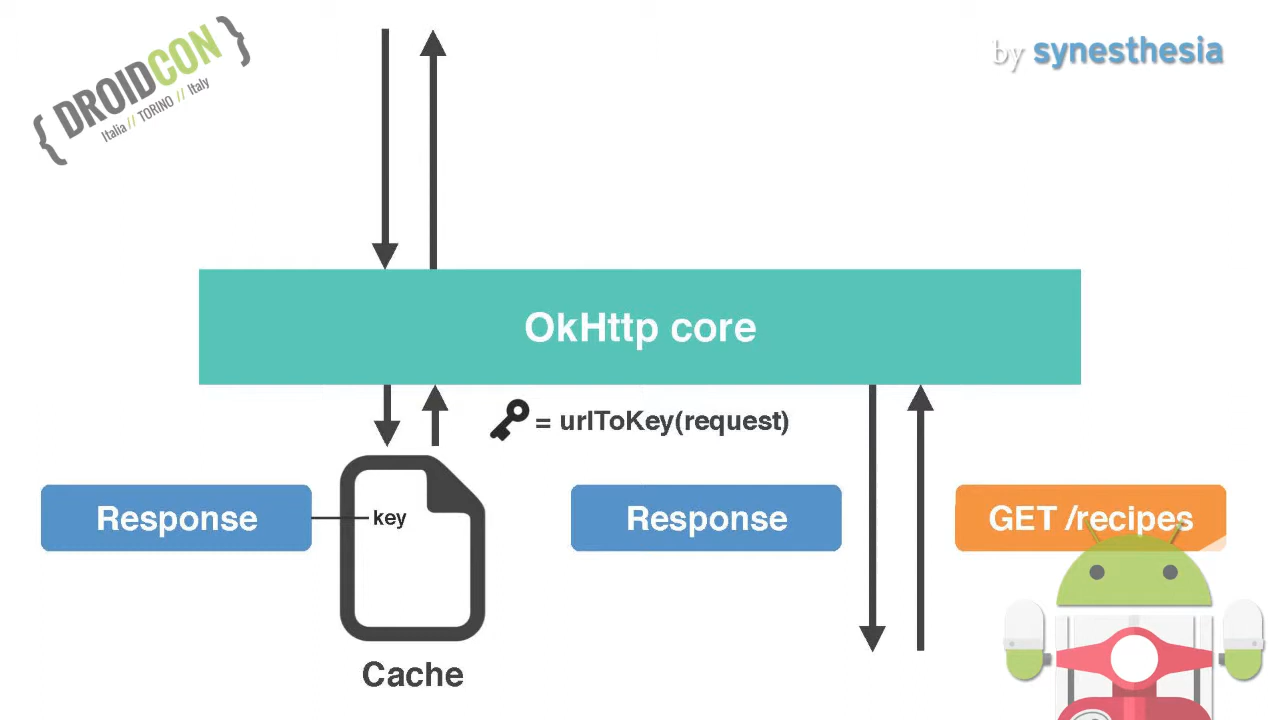 { DROIDCON }
Italia // TORINO // Italy
by synesthesia
OkHttp core
= urlToKey(request)
Response
key
Response
GET /recipes
Cache